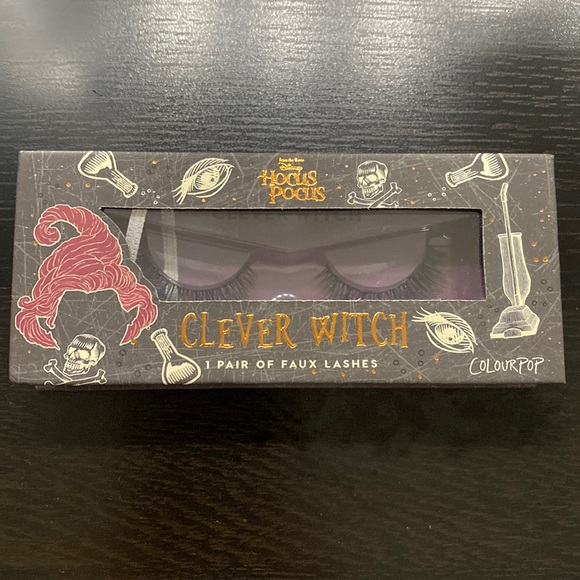 Disney
HOCUS
POCUS
CLEVER WITCH
1 PAIR OF FAUX LASHES
COLOURPOP